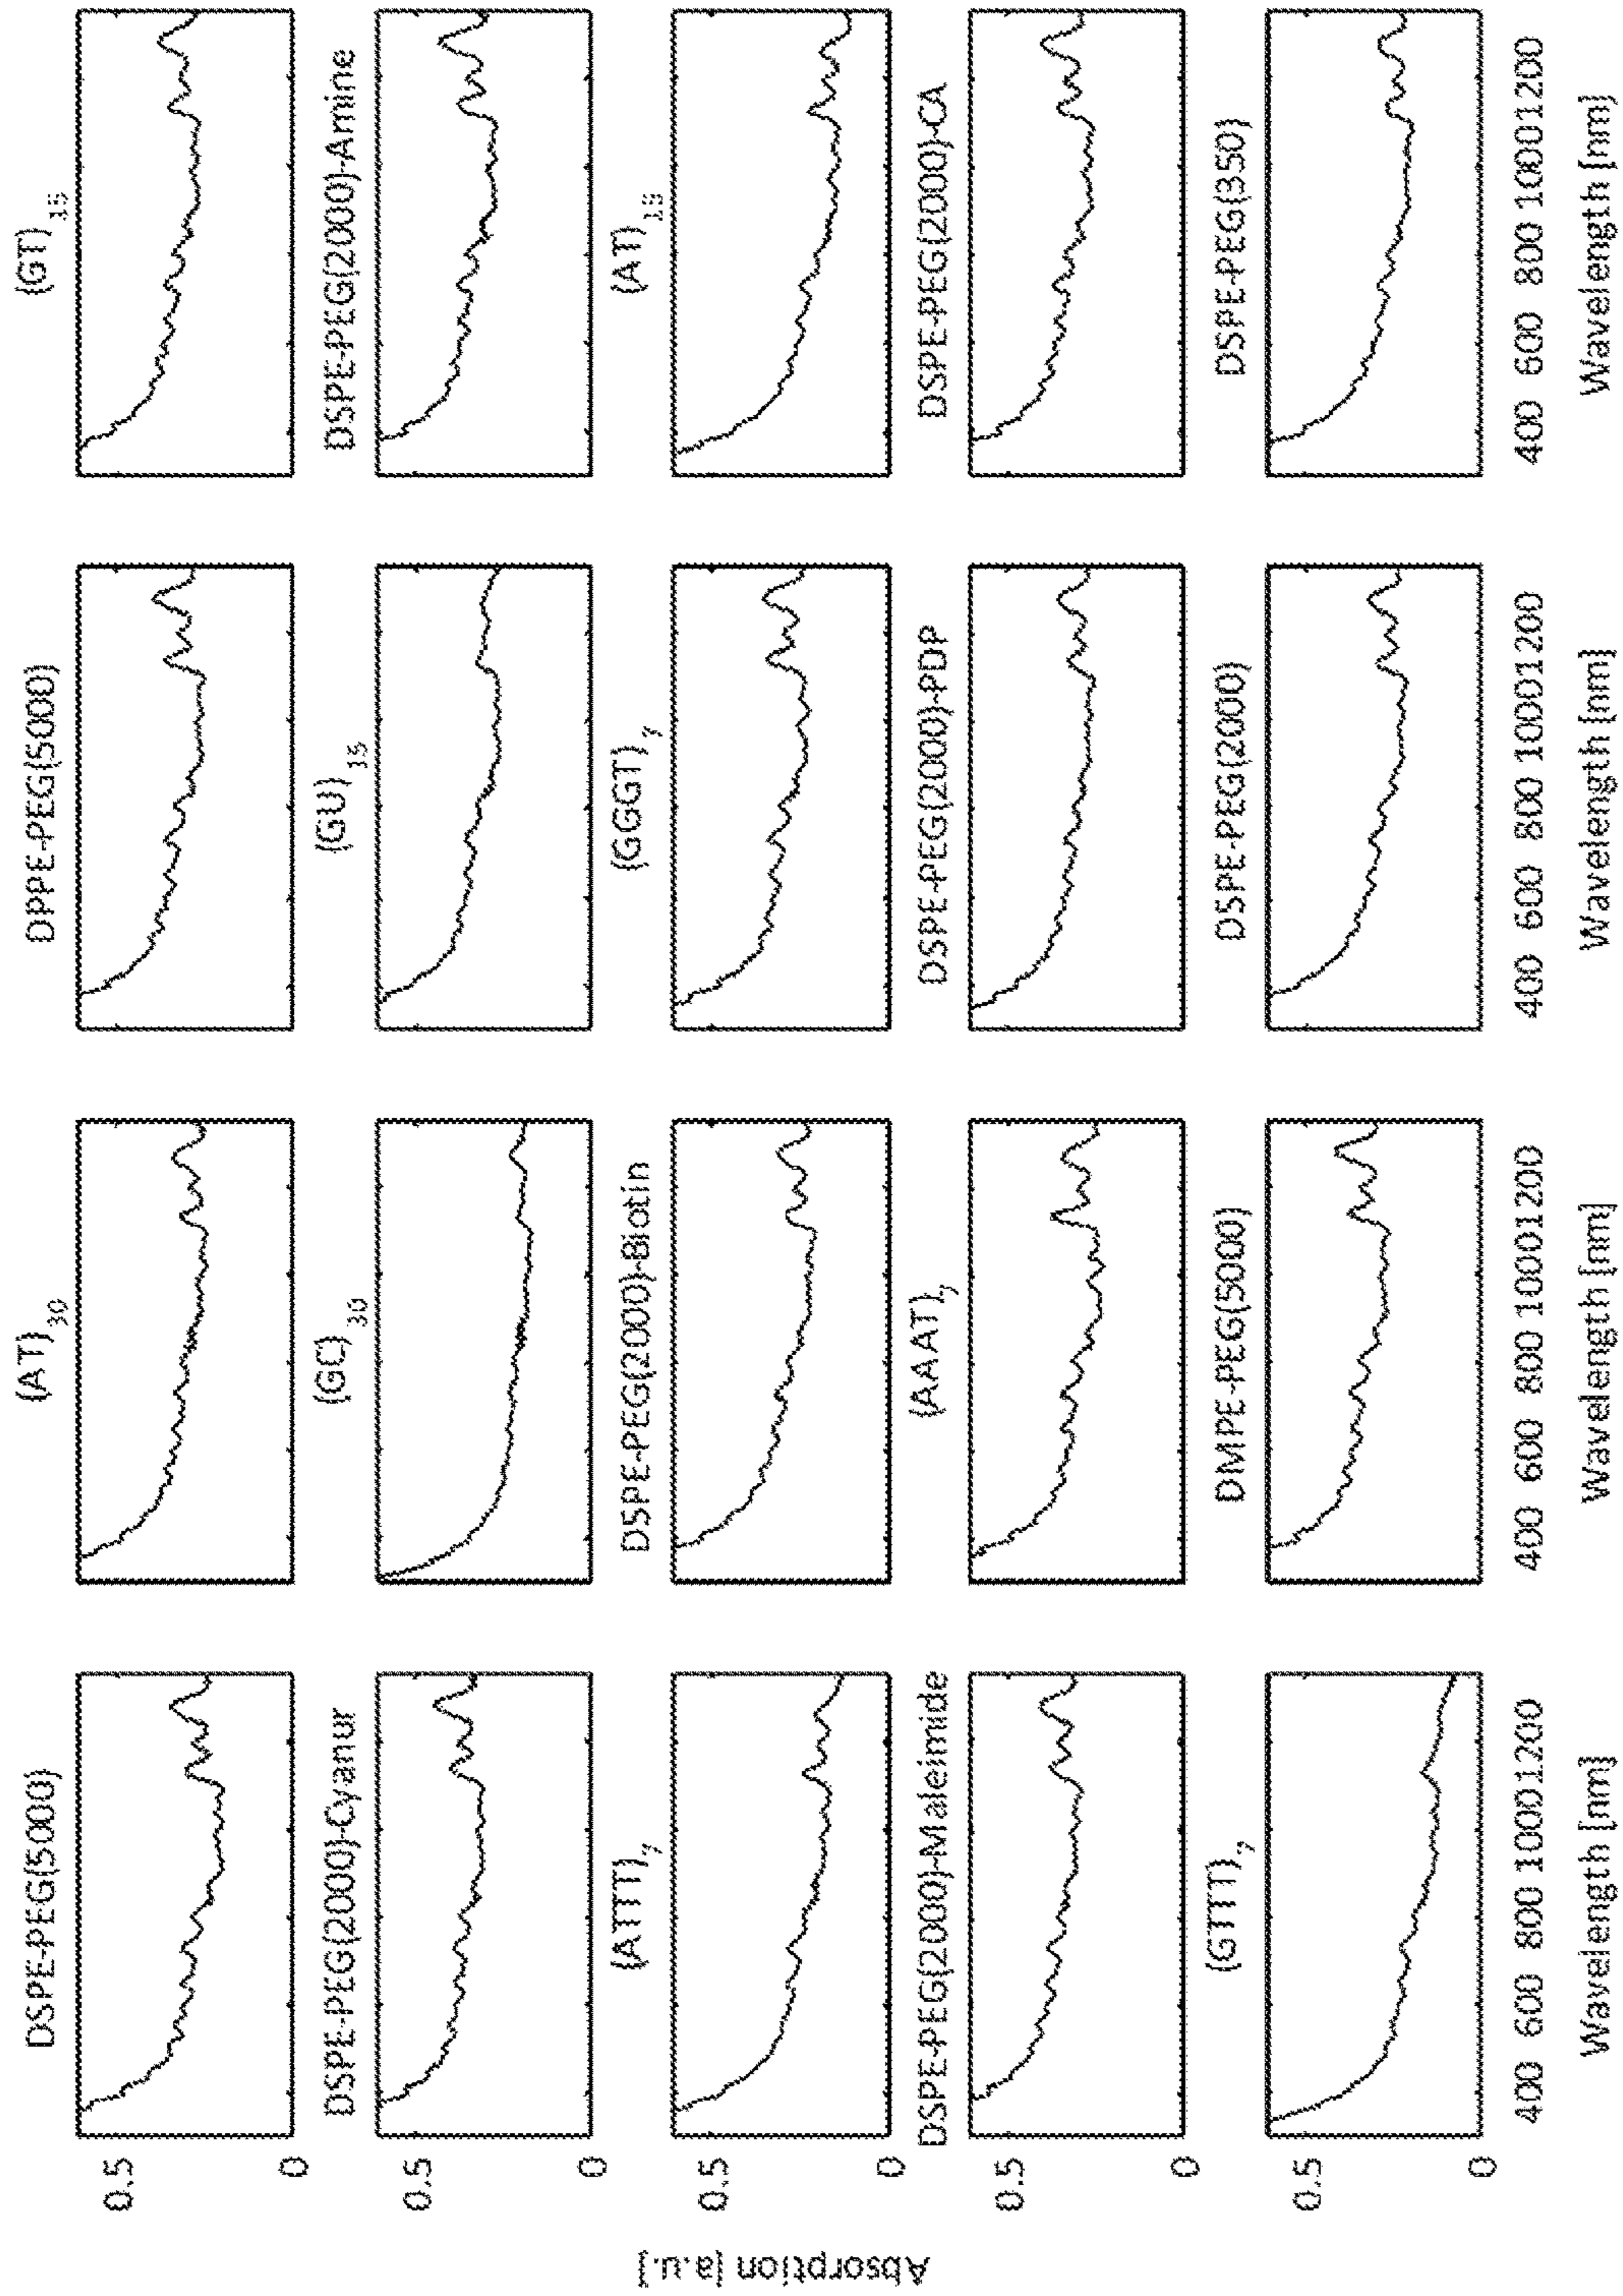 DSPE-PEG(5000)
(AT)30
DPPE-PEG(5000)
(GT)15
0.5
0
DSPE-PEG(2000)-Cyanur
(GC)30
(GU)15
DSPE-PEG(2000)-Amine
0.5
0
(ATTT)7
DSPE-PEG(2000)-Biotin
(GGGT)7
(AT)15
0.5
0
DSPE-PEG(2000)-Maleimide
(AAAT)7
DSPE-PEG(2000)-PDP
DSPE-PEG(2000)-CA
0.5
0
(GTTT)7
DMPE-PEG(5000)
DSPE-PEG(2000)
DSPE-PEG(350)
0.5
0
400 600 800 1000 1200
400 600 800 1000 1200
400 600 800 1000 1200
400 600 800 1000 1200
Wavelength [nm]
Wavelength [nm]
Wavelength [nm]
Wavelength [nm]
Absorption [a.u.]